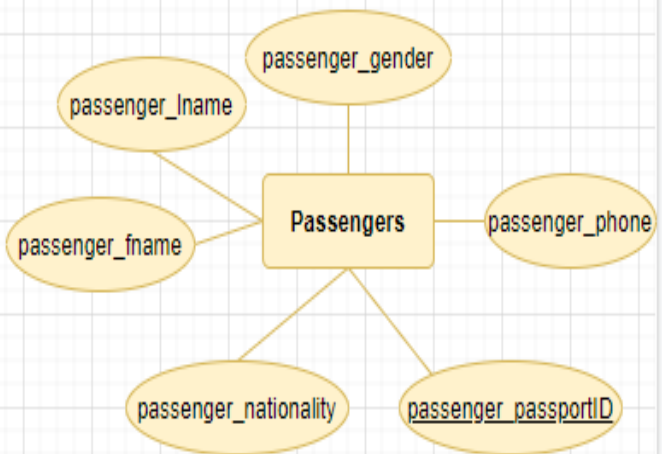 passenger_gender
passenger_lname
Passengers
passenger_phone
passenger_fname
passenger_nationality
passenger_passportID